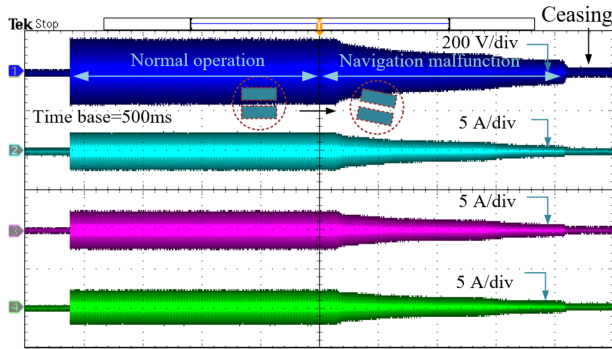 Tek Stop
T
Ceasing
200 V/div
1
Normal operation
Navigation malfunction
Time base=500ms
5 A/div
2
5 A/div
3
5 A/div
4